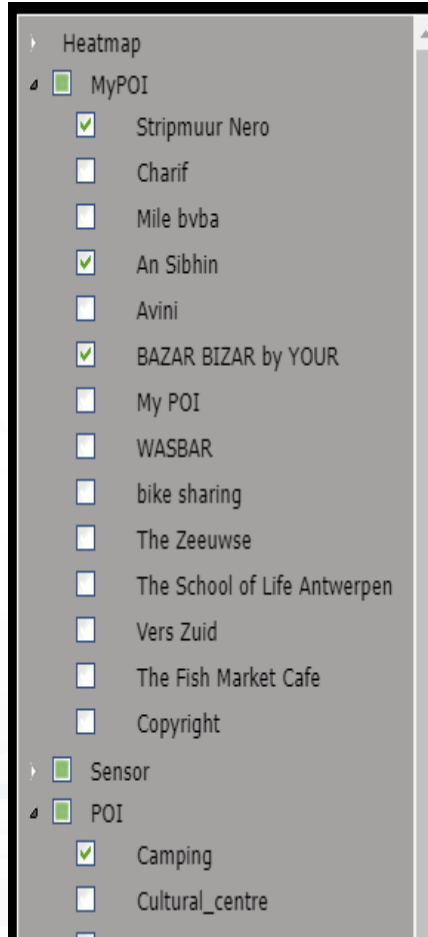 Heatmap
MyPOI
Stripmuur Nero
Charif
Mile bvba
An Sibhin
Avini
BAZAR BIZAR by YOUR
My POI
WASBAR
bike sharing
The Zeeuwse
The School of Life Antwerpen
Vers Zuid
The Fish Market Cafe
Copyright
Sensor
POI
Camping
Cultural_centre